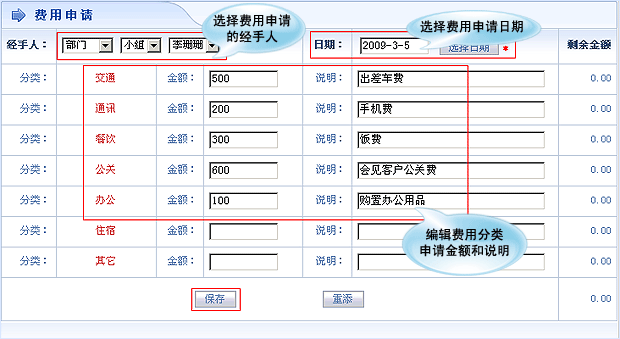 费用申请
选择费用申请
的经手人
选择费用申请日期
经手人： 部门 小组 李珊珊 日期： 2009-3-5 选择日期 * 剩余金额
分类： 交通 金额： 500 说明： 出差车费 0.00
分类： 通讯 金额： 200 说明： 手机费 0.00
分类： 餐饮 金额： 300 说明： 饭费 0.00
分类： 公关 金额： 600 说明： 会见客户公关费 0.00
分类： 办公 金额： 100 说明： 购置办公用品 0.00
分类： 住宿 金额： 说明： 0.00
分类： 其它 金额： 说明： 0.00
编辑费用分类
申请金额和说明
保存 重添 0.00